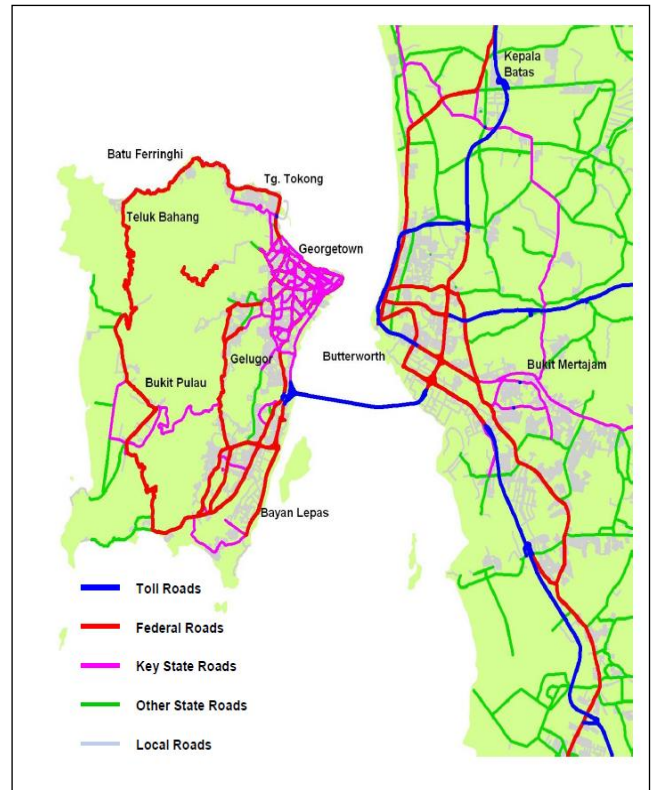 Kepala
Batas
Batu Ferringhi
Tg. Tokong
Teluk Bahang
Georgetown
Gelugor
Butterworth
Bukit Mertajam
Bukit Pulau
Bayan Lepas
Toll Roads
Federal Roads
Key State Roads
Other State Roads
Local Roads